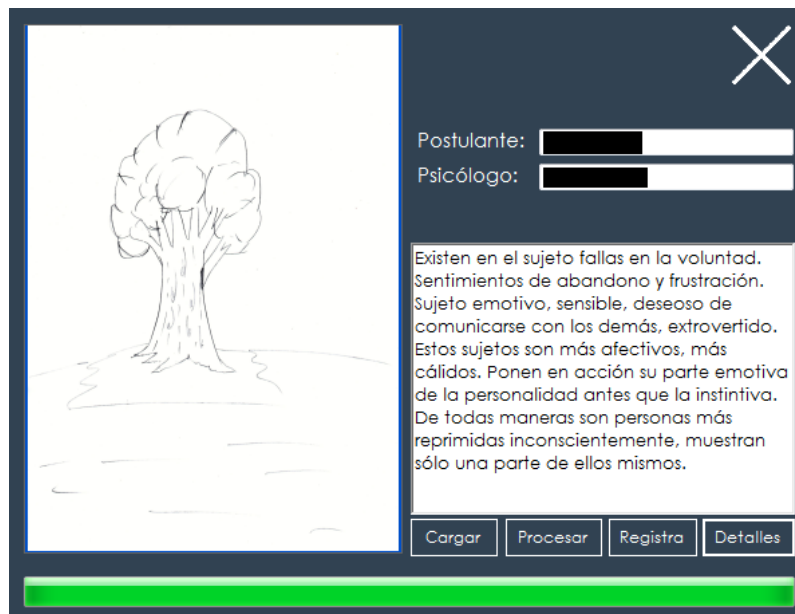 Postulante:
Psicólogo:
Existen en el sujeto fallas en la voluntad.
Sentimientos de abandono y frustración.
Sujeto emotivo, sensible, deseoso de
comunicarse con los demás, extrovertido.
Estos sujetos son más afectivos, más
cálidos. Ponen en acción su parte emotiva
de la personalidad antes que la instintiva.
De todas maneras son personas más
reprimidas inconscientemente, muestran
sólo una parte de ellos mismos.
Cargar Procesar Registra Detalles